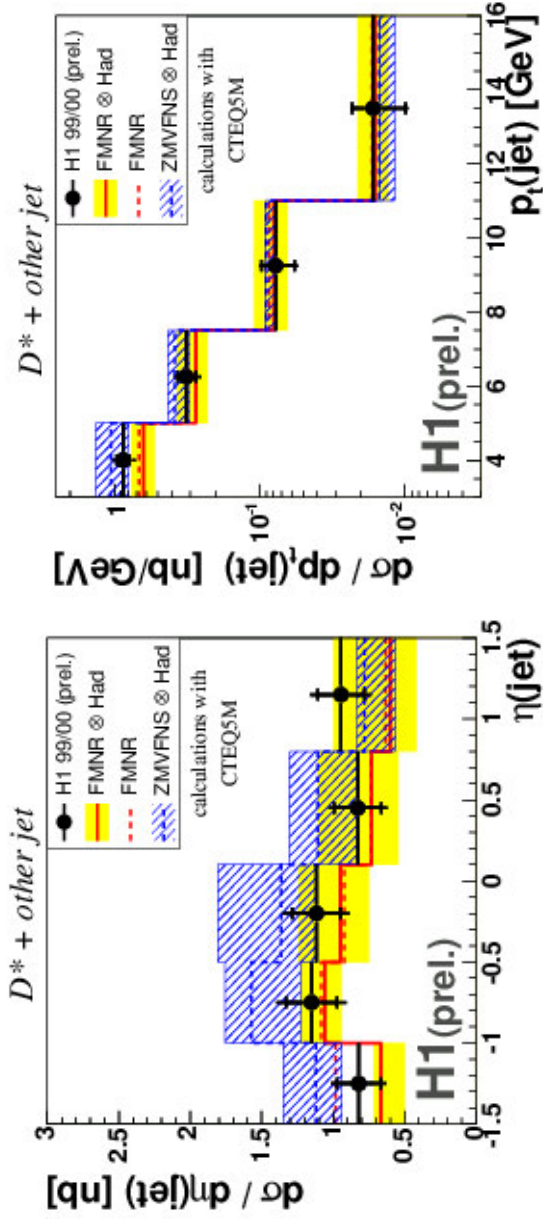 D* + other jet
H1 99/00 (prel.)
FMNR ⊗ Had
FMNR
ZMVFNS ⊗ Had
calculations with
CTEQ5M
H1(prel.)
dσ / dη(jet) [nb]
3
2.5
2
1.5
1
0.5
0
-1.5
-1
-0.5
0
0.5
1
1.5
η(jet)
D* + other jet
H1 99/00 (prel.)
FMNR ⊗ Had
FMNR
ZMVFNS ⊗ Had
calculations with
CTEQ5M
H1(prel.)
dσ / dpt(jet) [nb/GeV]
1
10⁻¹
10⁻²
4
6
8
10
12
14
16
pt(jet) [GeV]